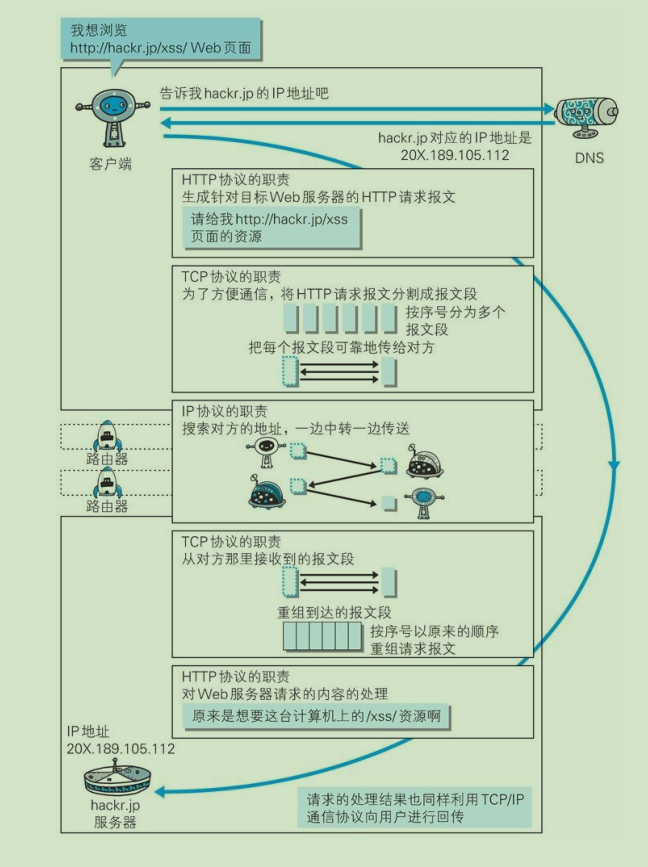 我想浏览
http://hackr.jp/xss/ Web页面
告诉我hackr.jp的IP地址吧
hackr.jp对应的IP地址是
20X.189.105.112
客户端
DNS
HTTP协议的职责
生成针对目标Web服务器的HTTP请求报文
请给我http://hackr.jp/xss
页面的资源
TCP协议的职责
为了方便通信，将HTTP请求报文分割成报文段
按序号分为多个
报文段
把每个报文段可靠地传给对方
IP协议的职责
搜索对方的地址，一边中转一边传送
路由器
路由器
TCP协议的职责
从对方那里接收到的报文段
重组到达的报文段
按序号以原来的顺序
重组请求报文
HTTP协议的职责
对Web服务器请求的内容的处理
原来是想要这台计算机上的/xss/资源啊
IP地址
20X.189.105.112
hackr.jp
服务器
请求的处理结果也同样利用TCP/IP
通信协议向用户进行回传